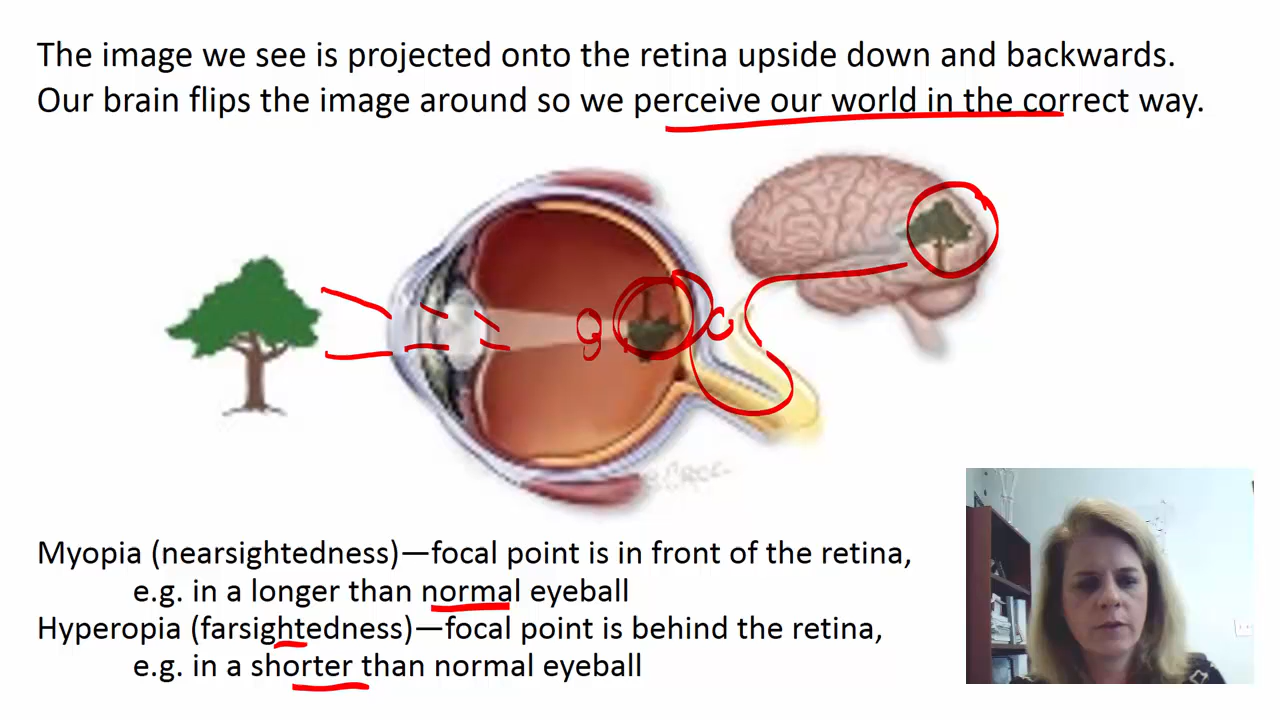 The image we see is projected onto the retina upside down and backwards.
Our brain flips the image around so we perceive our world in the correct way.
Myopia (nearsightedness)—focal point is in front of the retina,
e.g. in a longer than normal eyeball
Hyperopia (farsightedness)—focal point is behind the retina,
e.g. in a shorter than normal eyeball